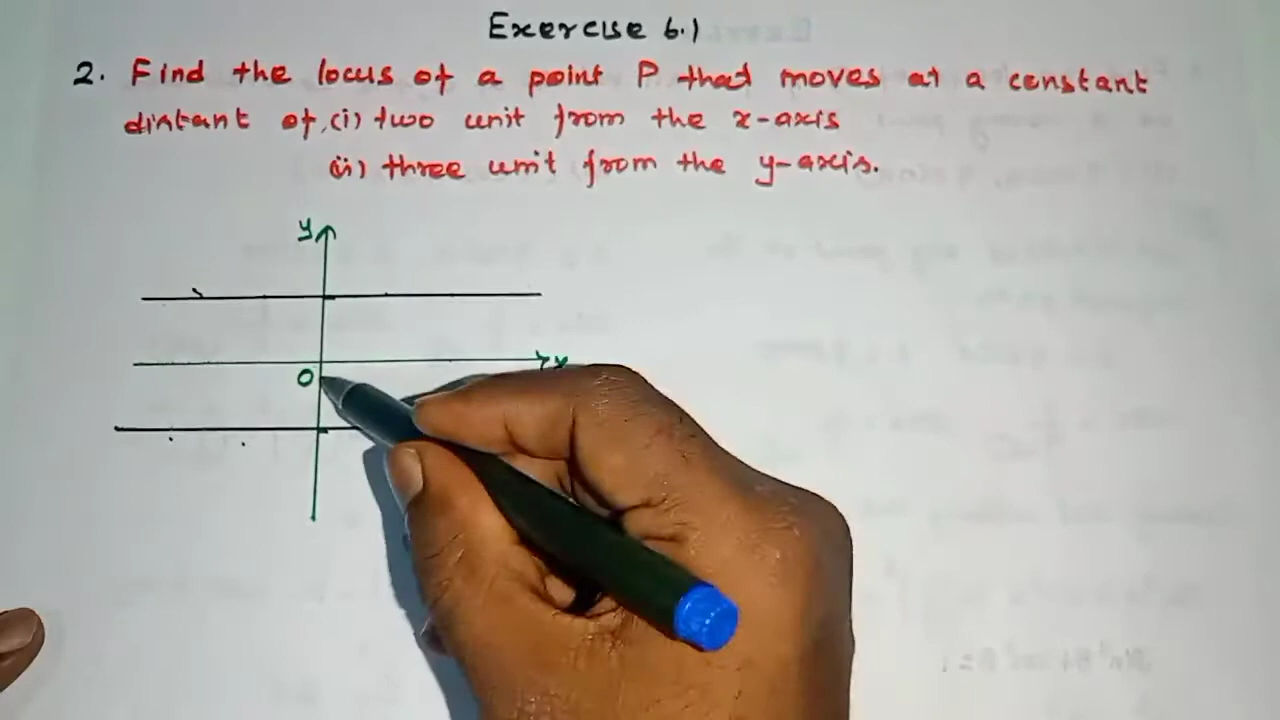 Exercise 6.1
2. Find the locus of a point P that moves at a constant
distant of, (i) two unit from the x-axis
(ii) three unit from the y-axis.
y
x
O